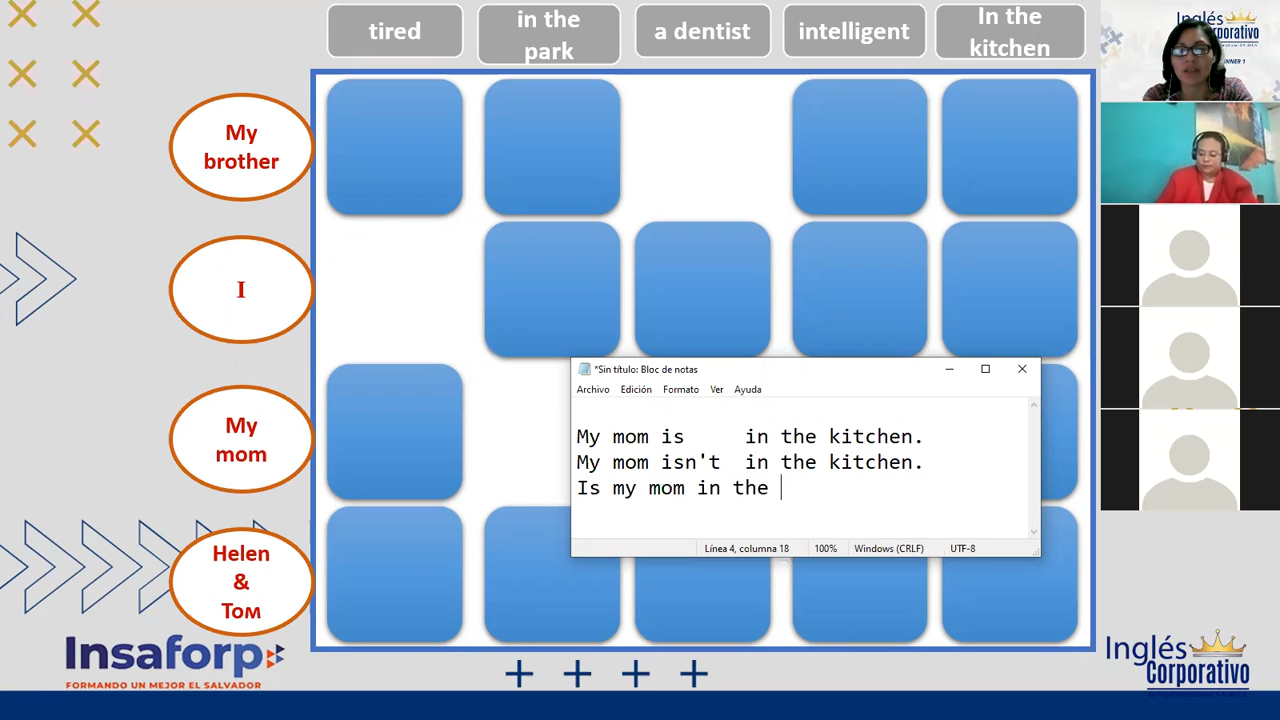 tired
in the
park
a dentist
intelligent
In the
kitchen
Inglés
Corporativo
My
brother
I
My
mom
Helen
&
Tom
*Sin título: Bloc de notas
Archivo Edición Formato Ver Ayuda
My mom is in the kitchen.
My mom isn't in the kitchen.
Is my mom in the
Línea 4, columna 18 100% Windows (CRLF) UTF-8
Insaforp
FORMANDO UN MEJOR EL SALVADOR
Inglés
Corporativo